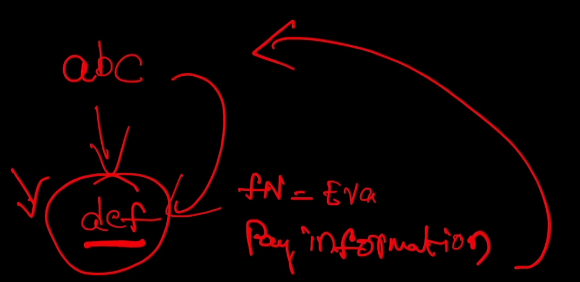 abc
def
fN = Eva
Pay information